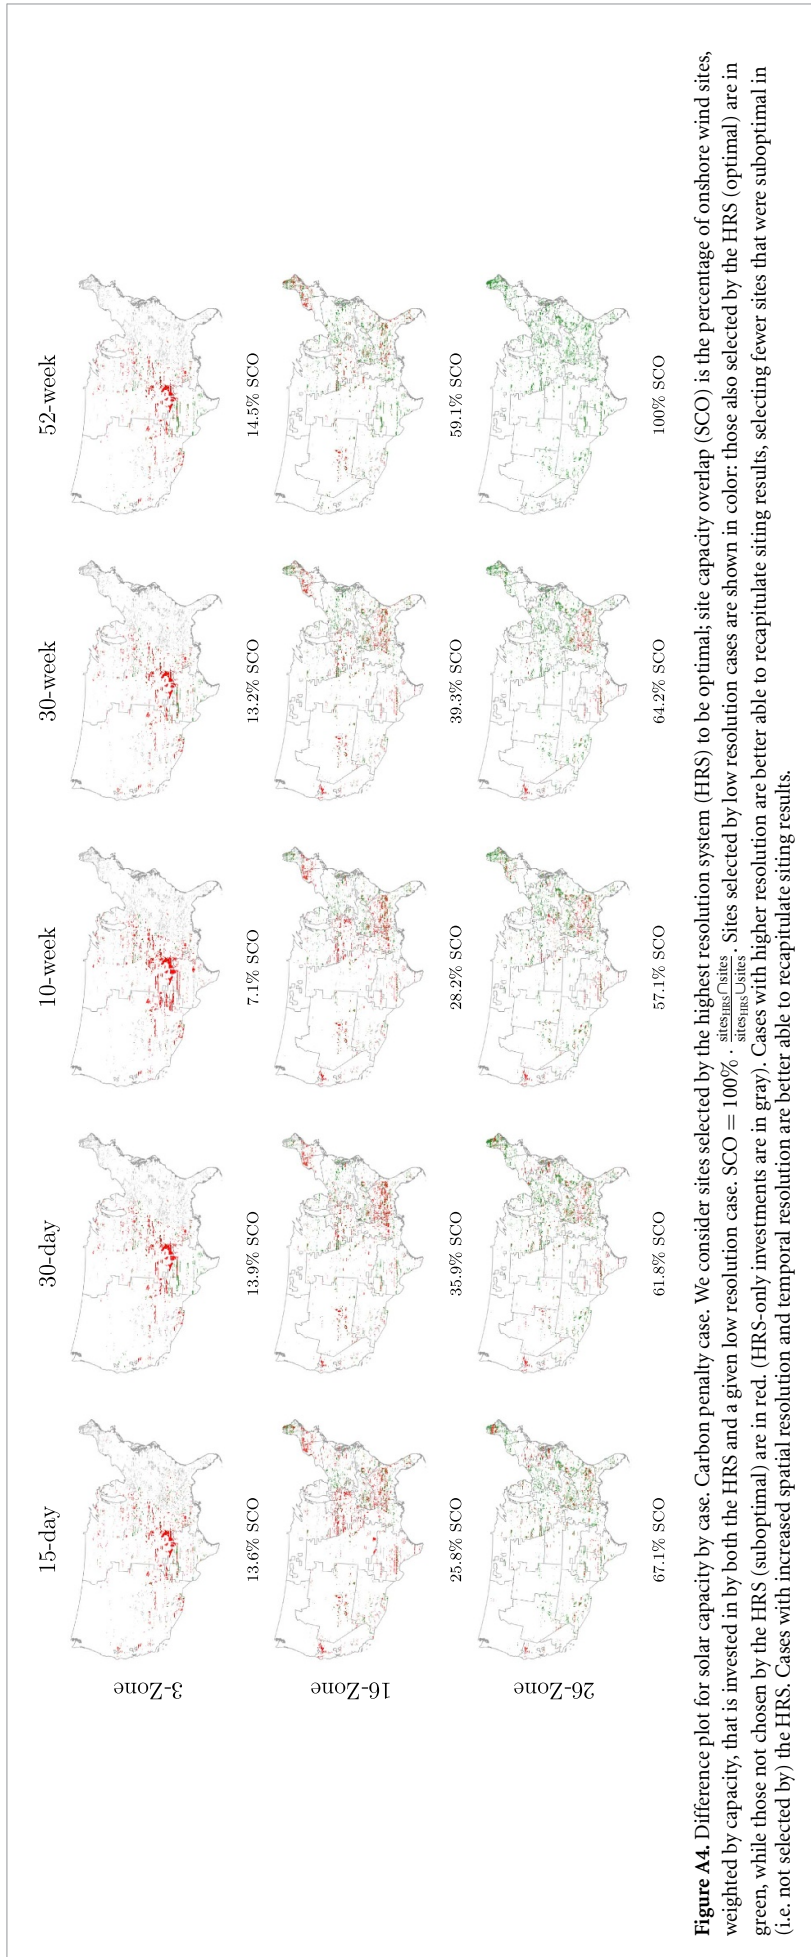 15-day 30-day 10-week 30-week 52-week
3-Zone
13.6% SCO 13.9% SCO 7.1% SCO 13.2% SCO 14.5% SCO
16-Zone
25.8% SCO 35.9% SCO 28.2% SCO 39.3% SCO 59.1% SCO
26-Zone
67.1% SCO 61.8% SCO 57.1% SCO 64.2% SCO 100% SCO
Figure A4. Difference plot for solar capacity by case. Carbon penalty case. We consider sites selected by the highest resolution system (HRS) to be optimal; site capacity overlap (SCO) is the percentage of onshore wind sites,
weighted by capacity, that is invested in by both the HRS and a given low resolution case. SCO = 100% · sites_HRS⋂sites / sites_HRS⋃sites. Sites selected by low resolution cases are shown in color: those also selected by the HRS (optimal) are in
green, while those not chosen by the HRS (suboptimal) are in red. (HRS-only investments are in gray). Cases with higher resolution are better able to recapitulate siting results, selecting fewer sites that were suboptimal in
(i.e. not selected by) the HRS. Cases with increased spatial resolution and temporal resolution are better able to recapitulate siting results.